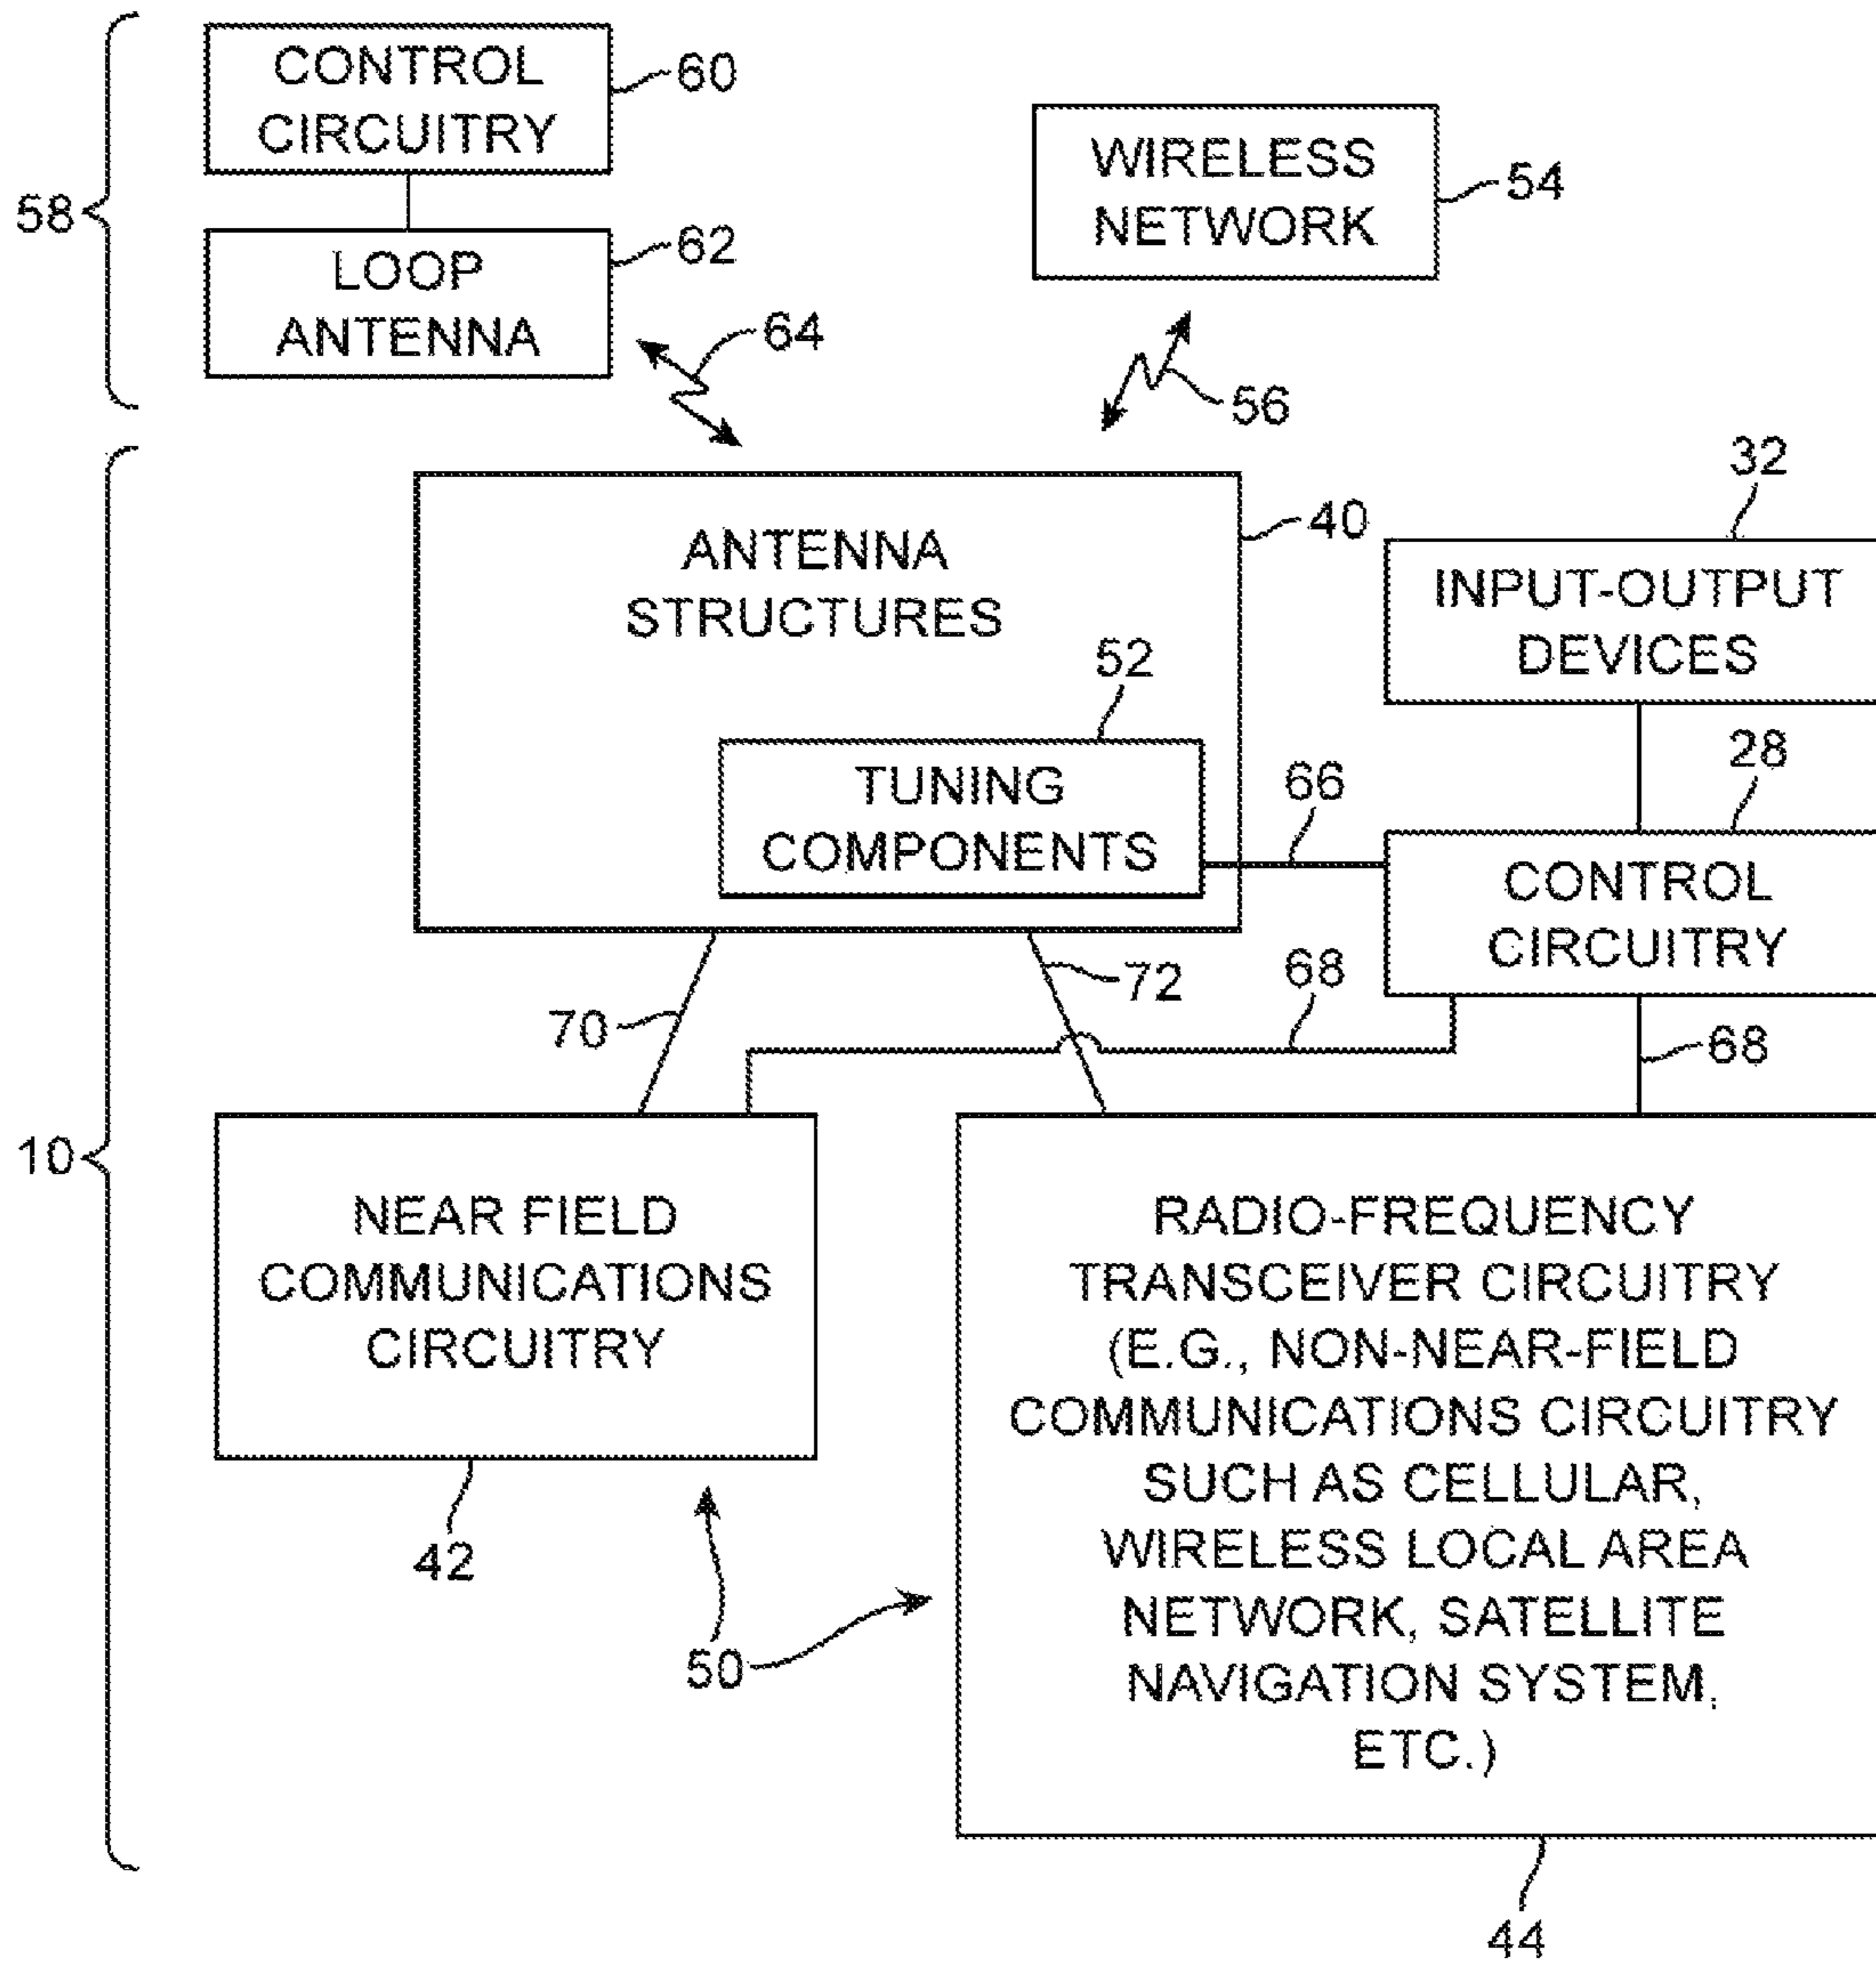 CONTROL
CIRCUITRY
60
58
LOOP
ANTENNA
62
64
WIRELESS
NETWORK
54
56
10
ANTENNA
STRUCTURES
40
TUNING
COMPONENTS
52
32
INPUT-OUTPUT
DEVICES
28
66
CONTROL
CIRCUITRY
70
72
68
68
NEAR FIELD
COMMUNICATIONS
CIRCUITRY
42
50
RADIO-FREQUENCY
TRANSCEIVER CIRCUITRY
(E.G., NON-NEAR-FIELD
COMMUNICATIONS CIRCUITRY
SUCH AS CELLULAR,
WIRELESS LOCAL AREA
NETWORK, SATELLITE
NAVIGATION SYSTEM,
ETC.)
44